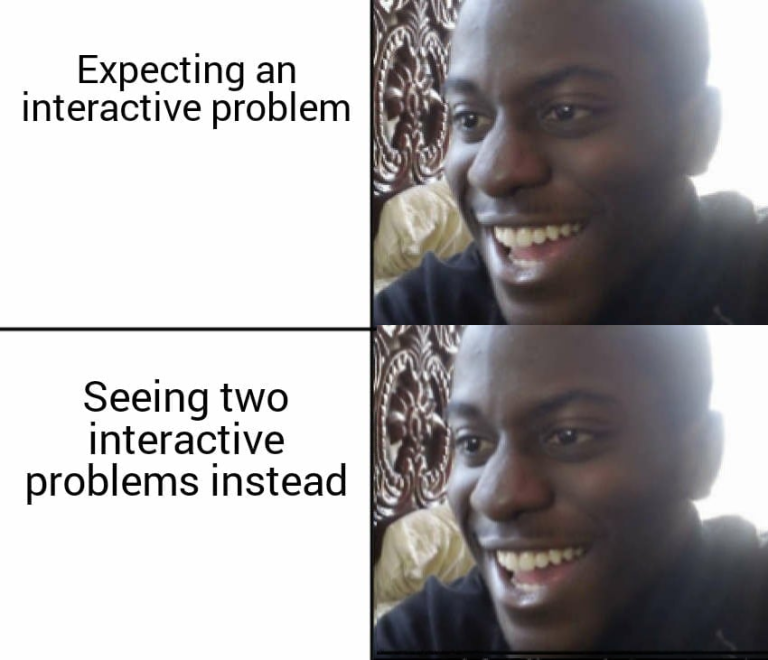 Expecting an
interactive problem
Seeing two
interactive
problems instead